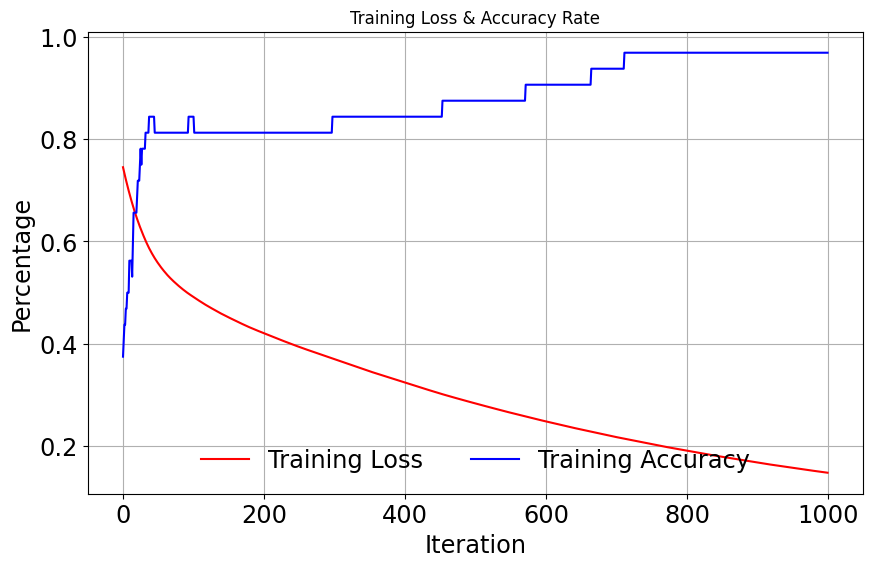 Training Loss & Accuracy Rate
1.0
0.8
0.6
0.4
0.2
Percentage
Training Loss Training Accuracy
0 200 400 600 800 1000
Iteration